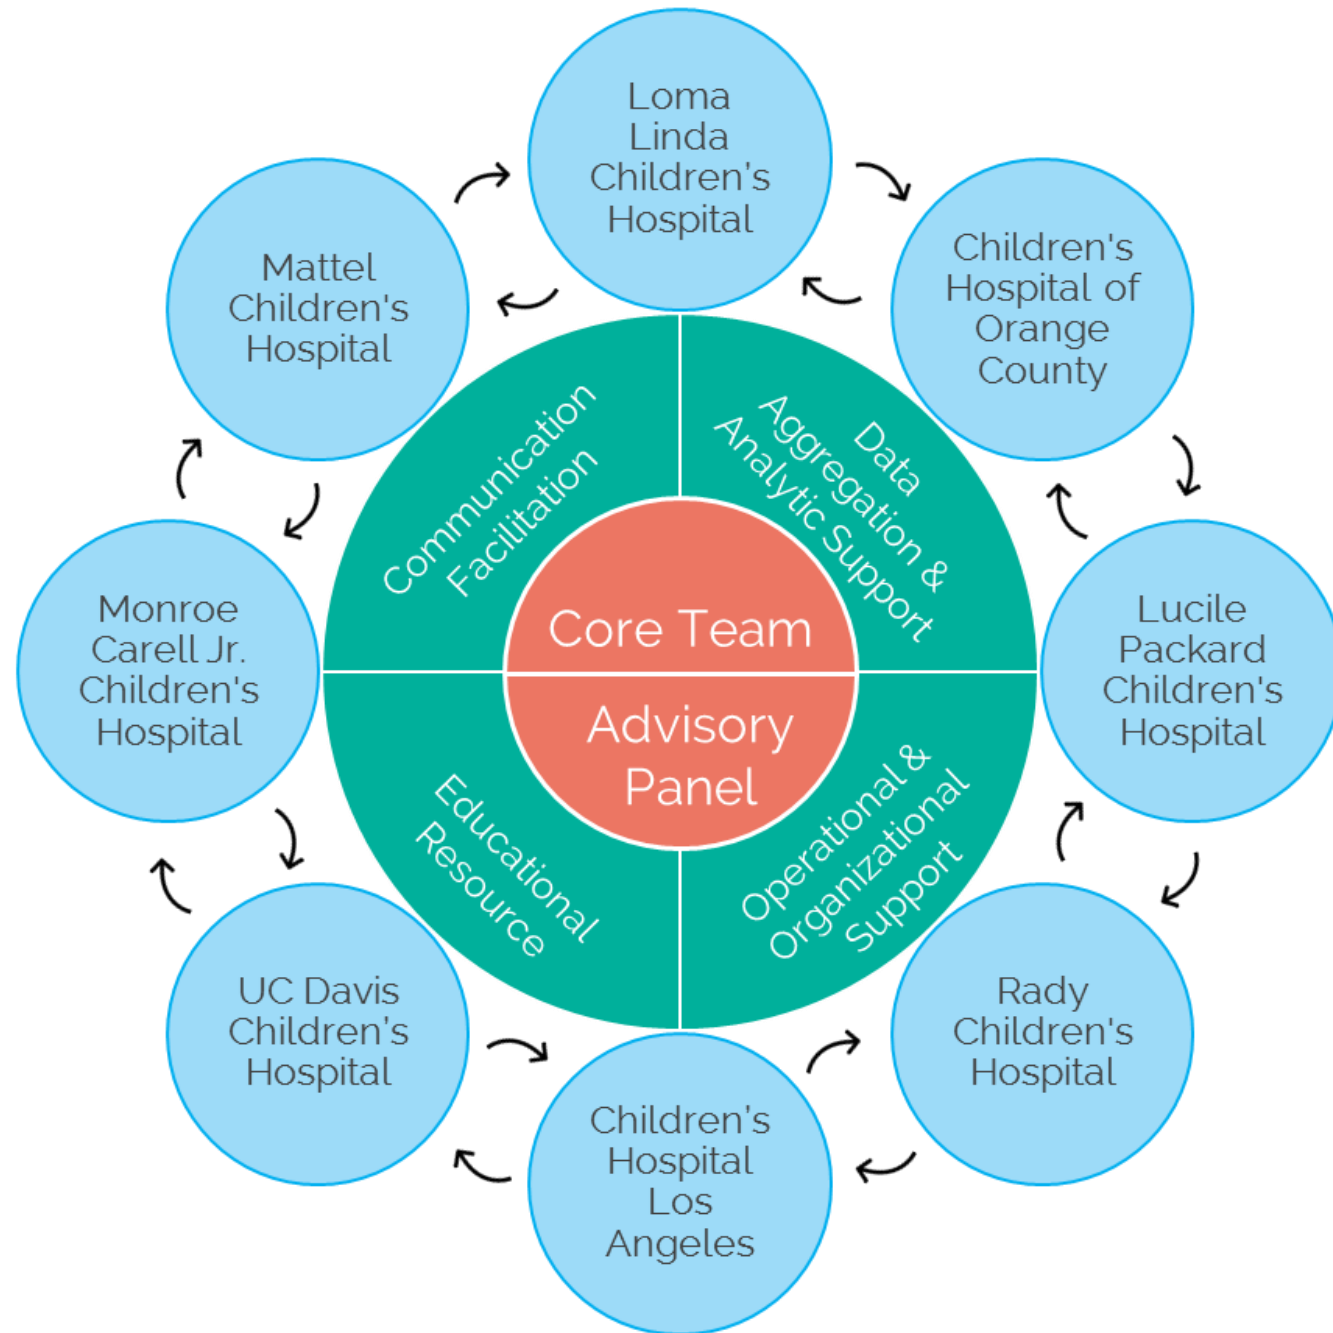 Loma
Linda
Children’s
Hospital
Children's
Hospital of
Orange
County
Lucile
Packard
Children's
Hospital
Rady
Children's
Hospital
Children’s
Hospital
Los
Angeles
UC Davis
Children’s
Hospital
Monroe
Carell Jr.
Children's
Hospital
Mattel
Children's
Hospital
Communication
Facilitation
Data
Aggregation &
Analytic Support
Operational &
Organizational
Support
Educational
Resource
Core Team
Advisory
Panel